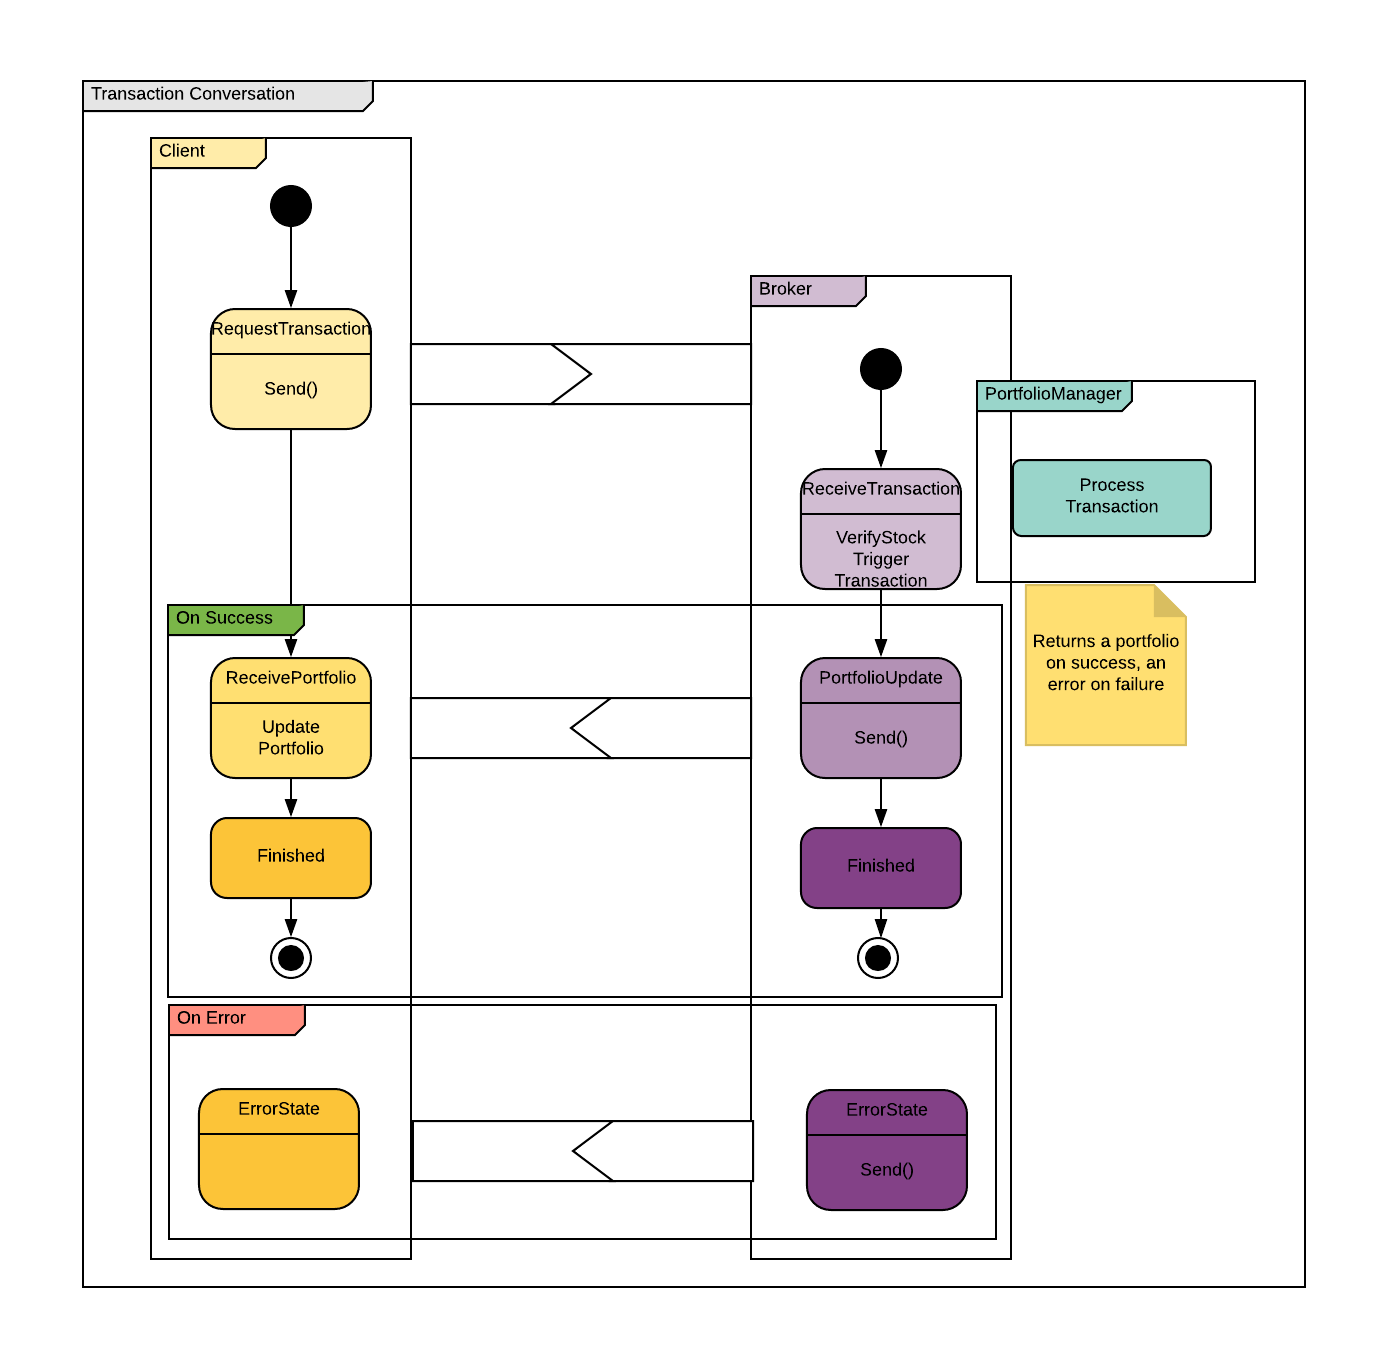 Transaction Conversation
Client
Broker
RequestTransaction
Send()
PortfolioManager
Process
Transaction
ReceiveTransaction
VerifyStock
Trigger
Transaction
On Success
Returns a portfolio
on success, an
error on failure
ReceivePortfolio
Update
Portfolio
PortfolioUpdate
Send()
Finished
Finished
On Error
ErrorState
ErrorState
Send()